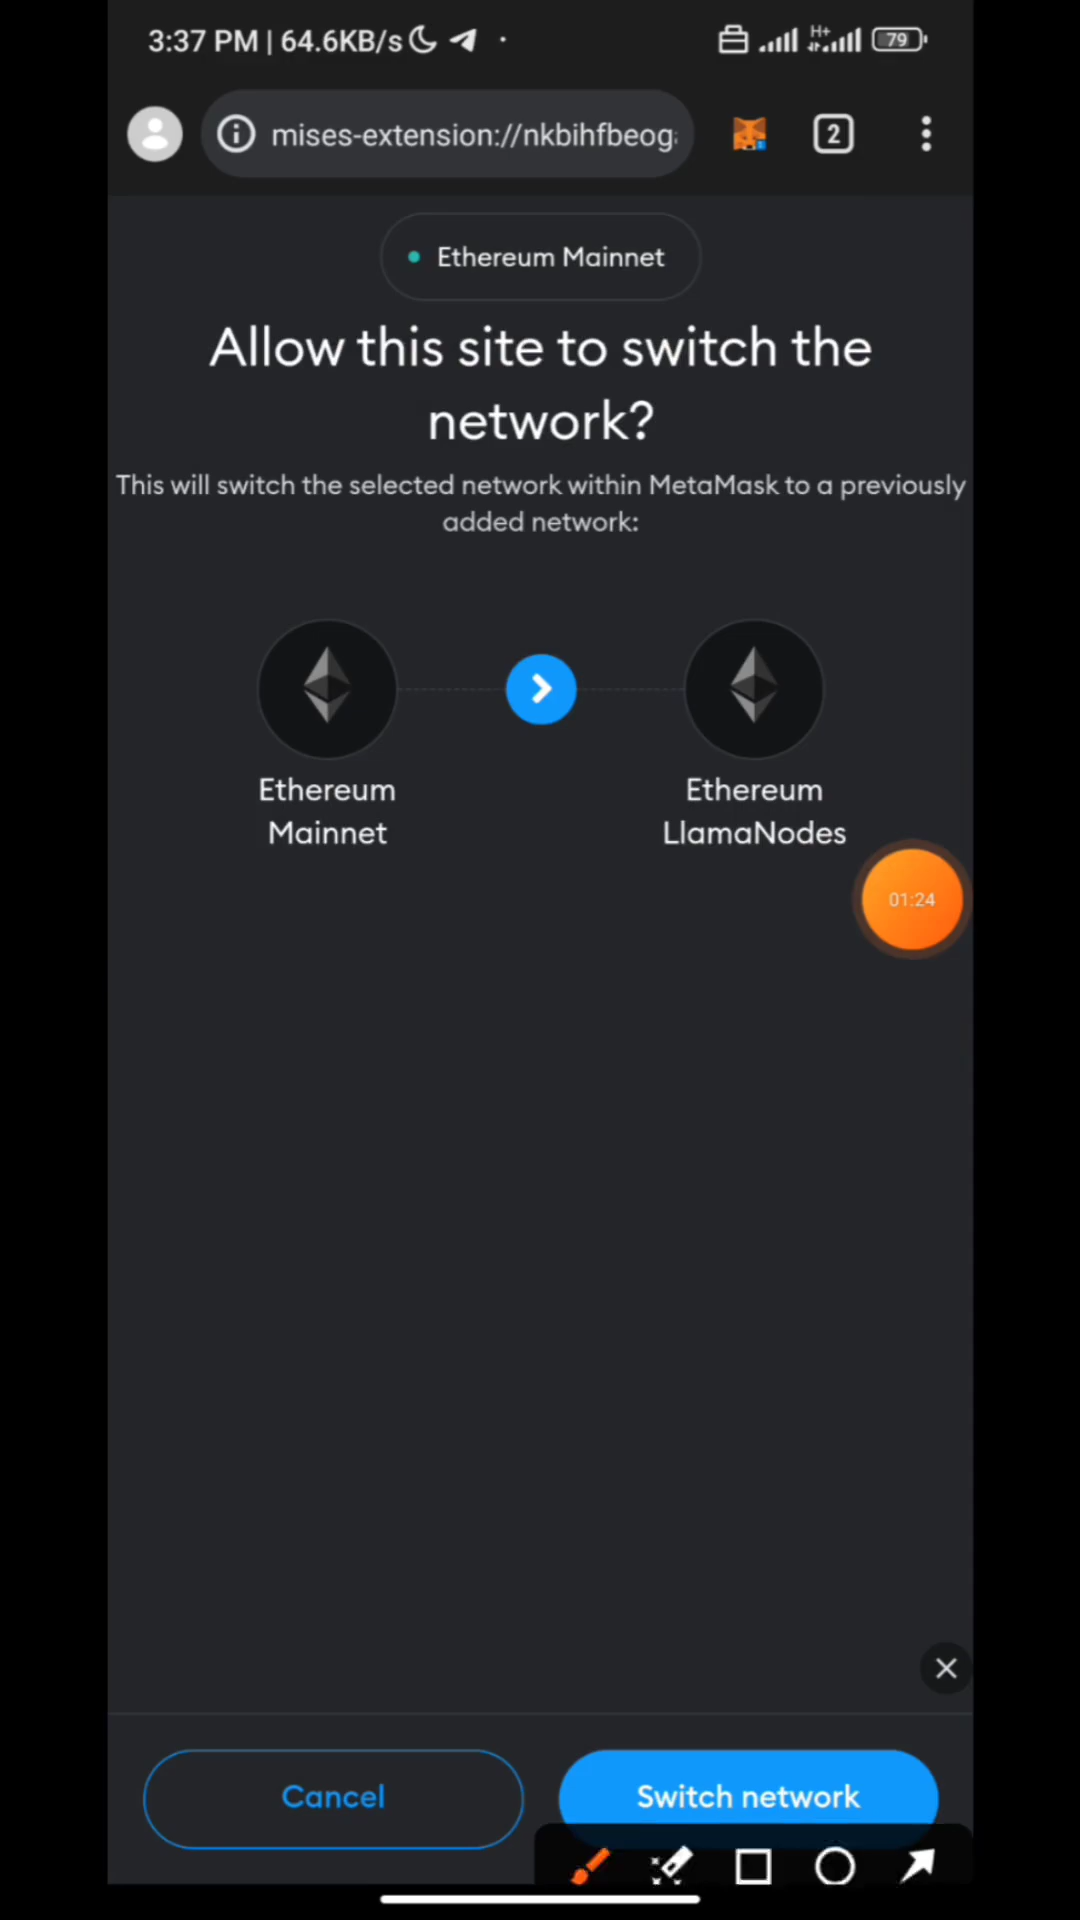 3:37 PM | 64.6KB/s
H+
79
mises-extension://nkbihfbeog
2
Ethereum Mainnet
Allow this site to switch the
network?
This will switch the selected network within MetaMask to a previously
added network:
Ethereum
Mainnet
Ethereum
LlamaNodes
01:24
Cancel
Switch network